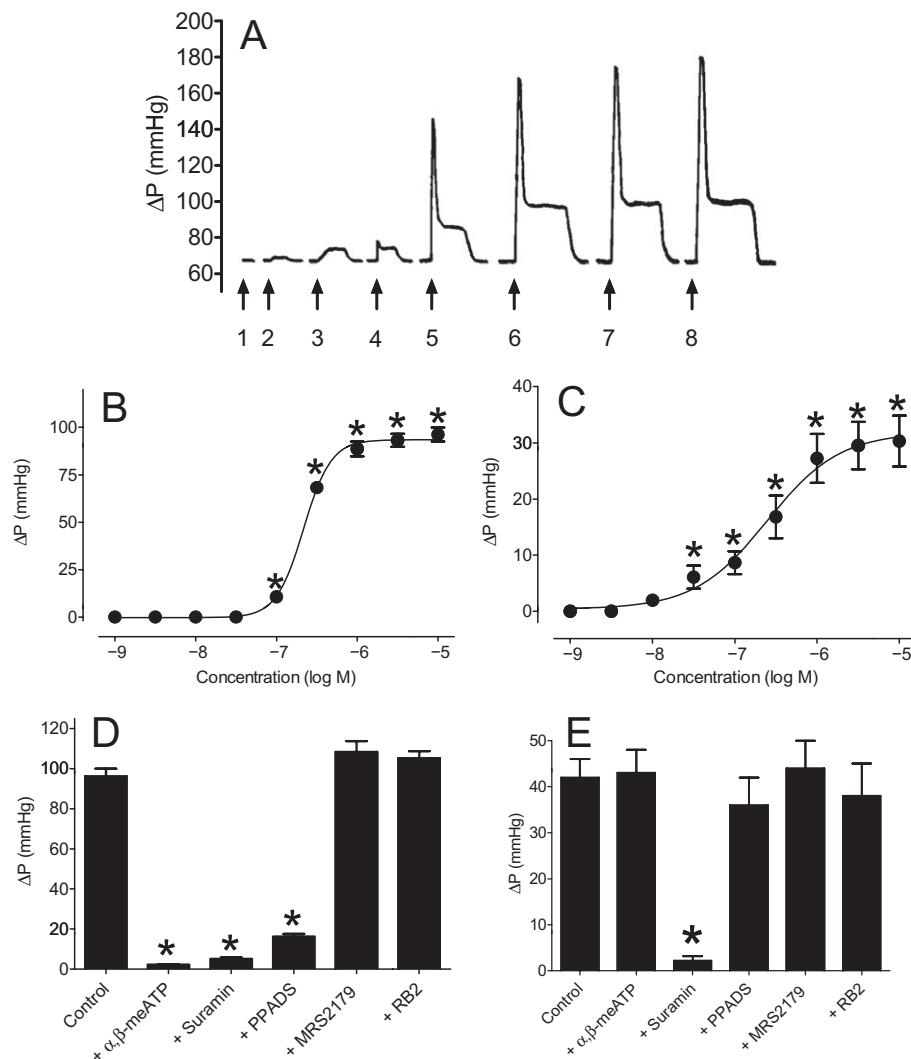 A
200
180
160
140
120
100
80
60
ΔP (mmHg)
1 2 3 4 5 6 7 8
B
100
75
50
25
0
ΔP (mmHg)
* * * * *
−9 −8 −7 −6 −5
Concentration (log M)
C
40
30
20
10
0
ΔP (mmHg)
* * * * * *
−9 −8 −7 −6 −5
Concentration (log M)
D
120
100
80
60
40
20
0
ΔP (mmHg)
* * *
Control
+ α,β-meATP
+ Suramin
+ PPADS
+ MRS2179
+ RB2
E
50
40
30
20
10
0
ΔP (mmHg)
*
Control
+ α,β-meATP
+ Suramin
+ PPADS
+ MRS2179
+ RB2